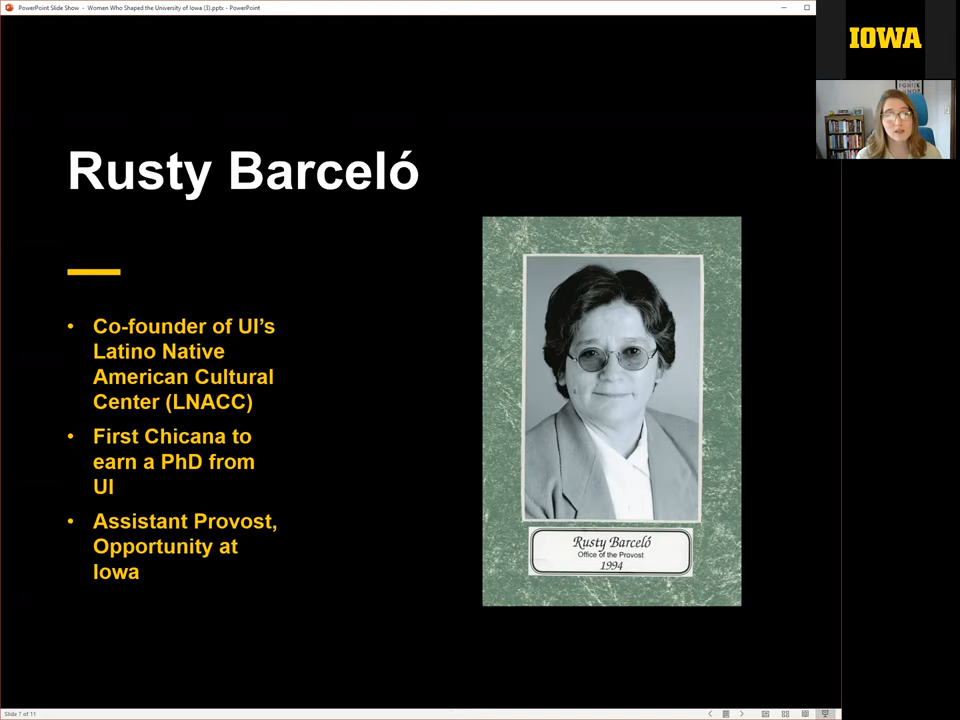 PowerPoint Slide Show - Women Who Shaped the University of Iowa (3).pptx - PowerPoint
IOWA
Rusty Barceló
• Co-founder of UI’s
Latino Native
American Cultural
Center (LNACC)
• First Chicana to
earn a PhD from
UI
• Assistant Provost,
Opportunity at
Iowa
Rusty Barceló
Office of the Provost
1994
Slide 7 of 11